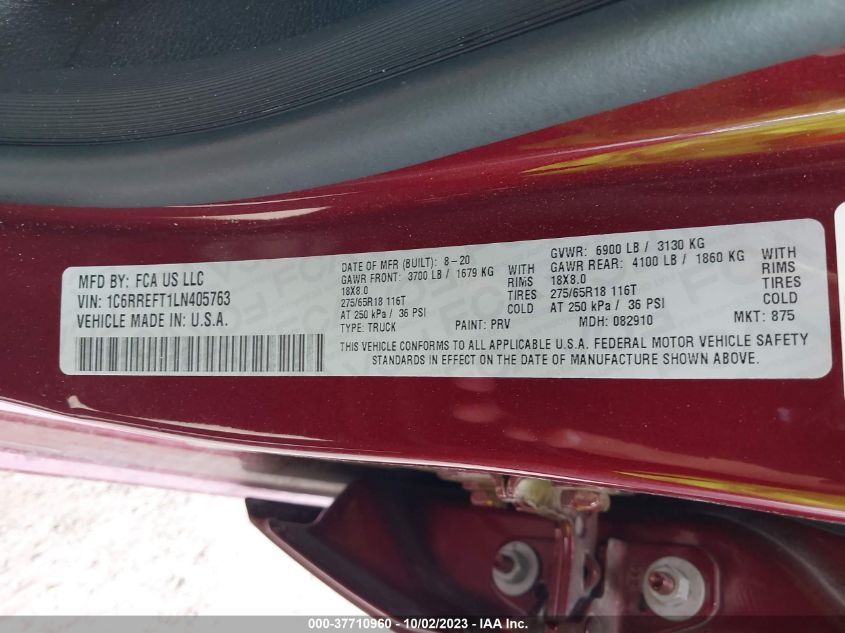 MFD BY: FCA US LLC
VIN: 1C6RREFT1LN405763
VEHICLE MADE IN: U.S.A.
DATE OF MFR (BUILT): 8-20
GVWR: 6900 LB / 3130 KG
GAWR FRONT: 3700 LB / 1679 KG WITH
GAWR REAR: 4100 LB / 1860 KG WITH
18X8.0 RIMS
18X8.0 RIMS
275/65R18 116T TIRES
275/65R18 116T TIRES
AT 250 kPa / 36 PSI COLD
AT 250 kPa / 36 PSI COLD
TYPE: TRUCK PAINT: PRV MDH: 082910 MKT: 875
THIS VEHICLE CONFORMS TO ALL APPLICABLE U.S.A. FEDERAL MOTOR VEHICLE SAFETY
STANDARDS IN EFFECT ON THE DATE OF MANUFACTURE SHOWN ABOVE.
000-37710960 - 10/02/2023 - IAAI.com